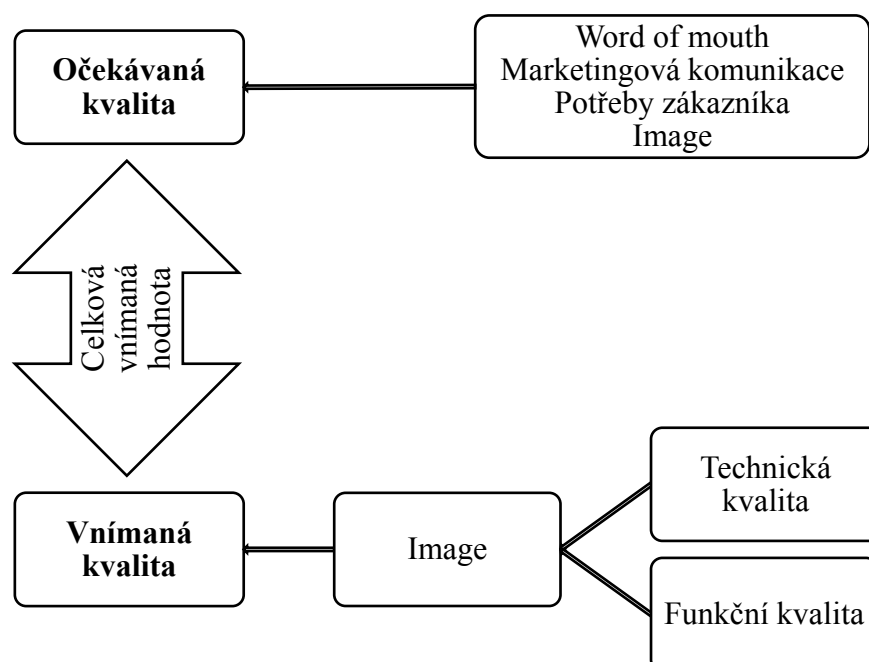 Očekávaná
kvalita
Word of mouth
Marketingová komunikace
Potřeby zákazníka
Image
Celková
vnímaná
hodnota
Vnímaná
kvalita
Image
Technická
kvalita
Funkční kvalita